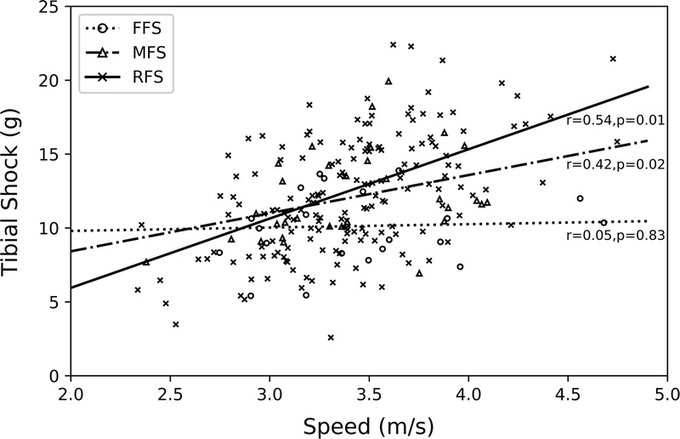 25
20
15
10
5
0
Tibial Shock (g)
FFS
MFS
RFS
r=0.54,p=0.01
r=0.42,p=0.02
r=0.05,p=0.83
2.0 2.5 3.0 3.5 4.0 4.5 5.0
Speed (m/s)